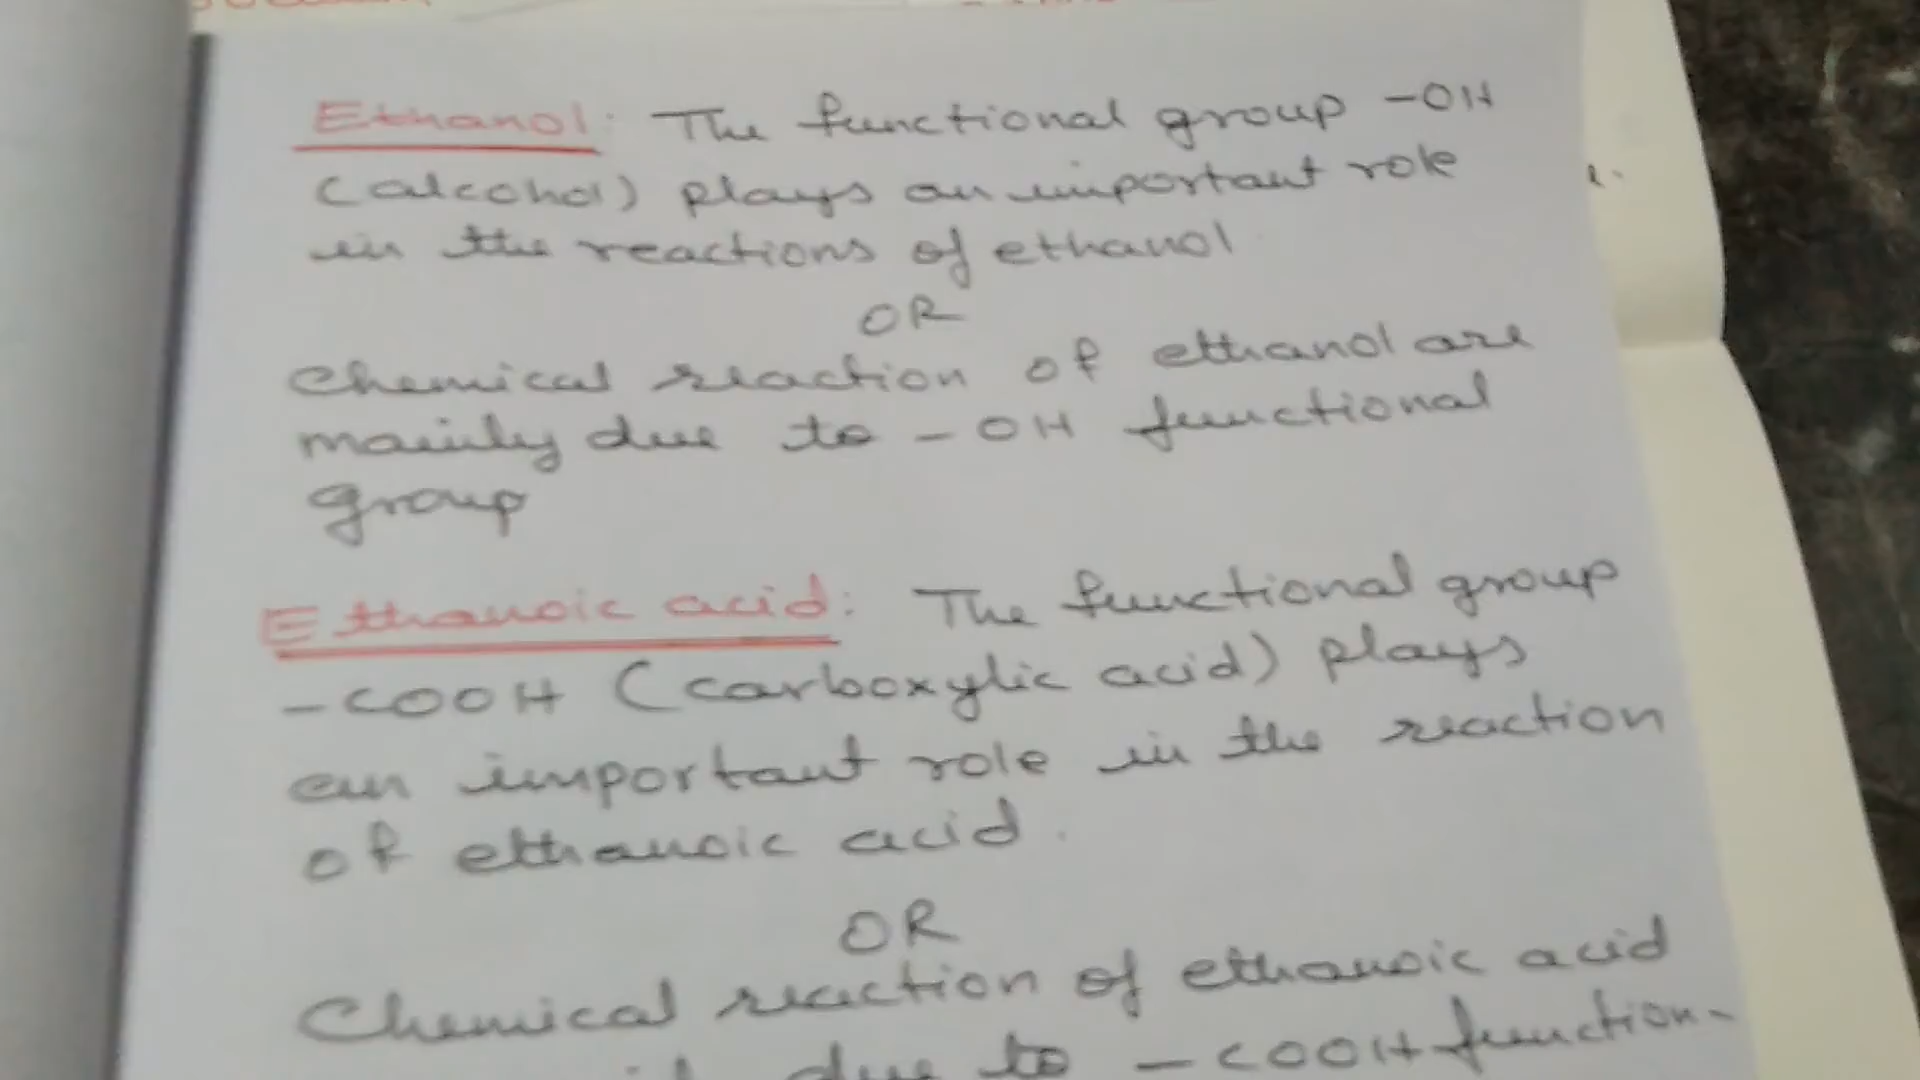 Ethanol: The functional group -OH
(alcohol) plays an important role
in the reactions of ethanol
OR
Chemical reaction of ethanol are
mainly due to - OH functional
group
Ethanoic acid: The functional group
-COOH (carboxylic acid) plays
an important role in the reaction
of ethanoic acid.
OR
Chemical reaction of ethanoic acid
due to -COOH function-